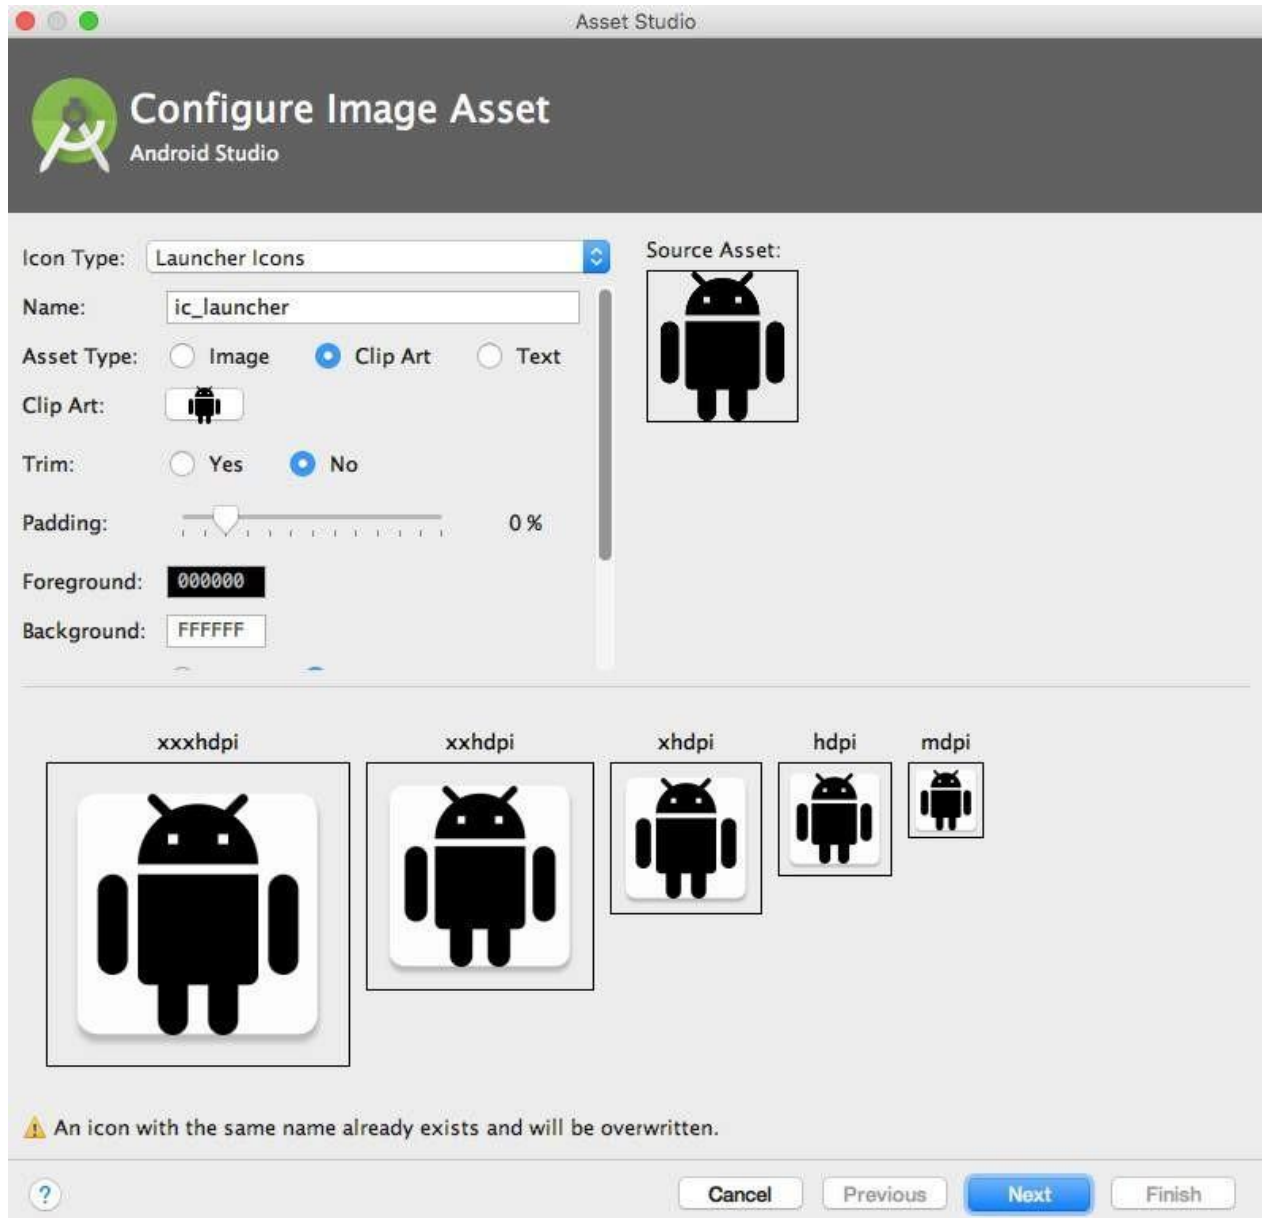 Asset Studio
Configure Image Asset
Android Studio
Icon Type: Launcher Icons
Source Asset:
Name: ic_launcher
Asset Type: Image Clip Art Text
Clip Art:
Trim: Yes No
Padding: 0 %
Foreground: 000000
Background: FFFFFF
xxxhdpi xxhdpi xhdpi hdpi mdpi
An icon with the same name already exists and will be overwritten.
? Cancel Previous Next Finish